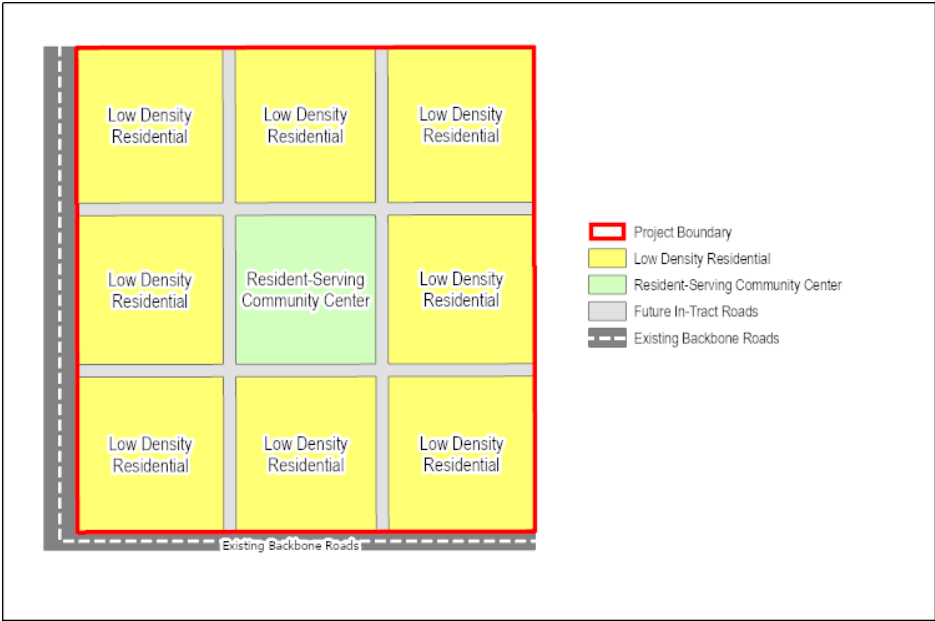 Low Density
Residential
Low Density
Residential
Low Density
Residential
Low Density
Residential
Resident-Serving
Community Center
Low Density
Residential
Low Density
Residential
Low Density
Residential
Low Density
Residential
Existing Backbone Roads
Project Boundary
Low Density Residential
Resident-Serving Community Center
Future In-Tract Roads
Existing Backbone Roads